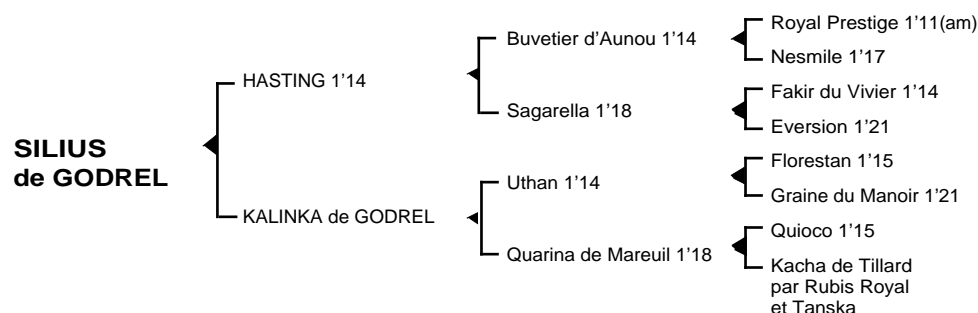 SILIUS
de GODREL
HASTING 1'14
KALINKA de GODREL
Buvetier d'Aunou 1'14
Sagarella 1'18
Uthan 1'14
Quarina de Mareuil 1'18
Royal Prestige 1'11(am)
Nesmile 1'17
Fakir du Vivier 1'14
Eversion 1'21
Florestan 1'15
Graine du Manoir 1'21
Quioco 1'15
Kacha de Tillard
par Rubis Royal
et Tanska